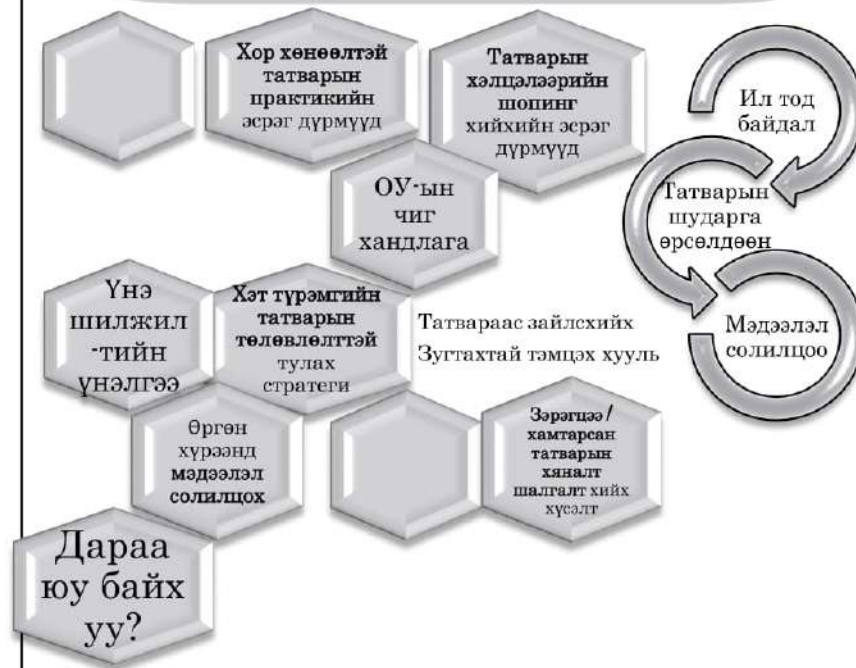 Хор хөнөөлтэй
татварын
практикийн
эсрэг дүрмүүд
Татварын
хэлцэлээрийн
шопинг
хийхийн эсрэг
дүрмүүд
ОУ-ын
чиг
хандлага
Үнэ
шилжил
-тийн
үнэлгээ
Хэт түрэмгийн
татварын
төлөвлөлттэй
тулах
стратеги
Татвараас зайлсхийх
Зугтахтай тэмцэх хууль
Өргөн
хүрээнд
мэдээлэл
солилцох
Зэрэгцээ /
хамтарсан
татварын
хяналт
шалгалт хийх
хүсэлт
Дараа
юу байх
уу?
Ил тод
байдал
Татварын
шударга
өрсөлдөөн
Мэдээлэл
солилцоо